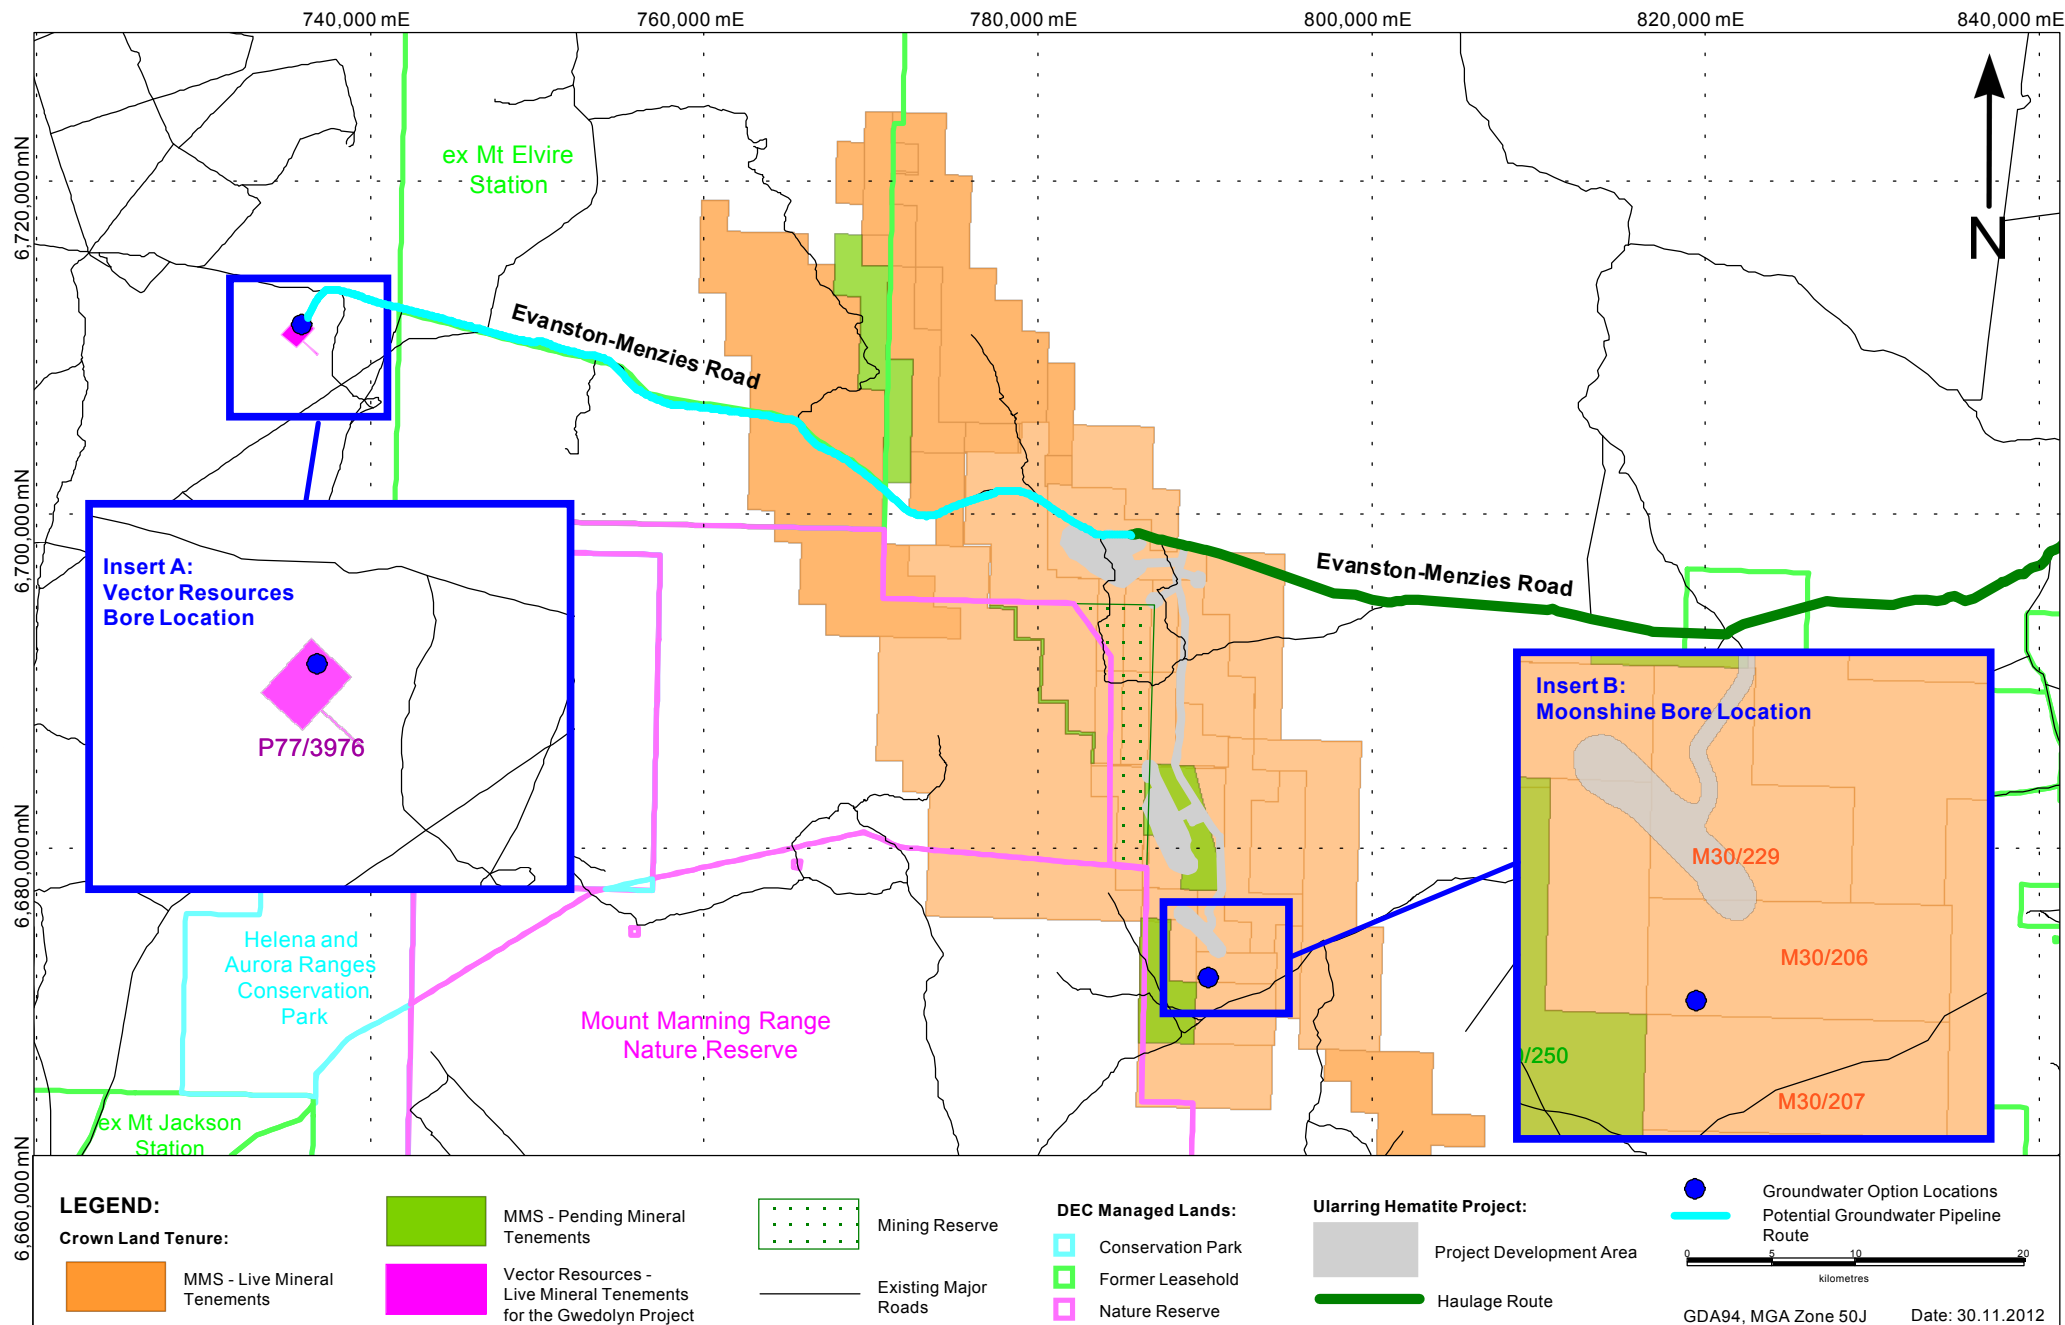 740,000 mE
760,000 mE
780,000 mE
800,000 mE
820,000 mE
840,000 mE
6,720,000 mN
6,700,000 mN
6,680,000 mN
6,660,000 mN
ex Mt Elvire
Station
N
Evanston-Menzies Road
Evanston-Menzies Road
Insert A:
Vector Resources
Bore Location
P77/3976
Insert B:
Moonshine Bore Location
M30/229
M30/206
/250
M30/207
Helena and
Aurora Ranges
Conservation
Park
Mount Manning Range
Nature Reserve
ex Mt Jackson
Station
LEGEND:
Crown Land Tenure:
MMS - Live Mineral
Tenements
MMS - Pending Mineral
Tenements
Vector Resources -
Live Mineral Tenements
for the Gwedolyn Project
Mining Reserve
Existing Major
Roads
DEC Managed Lands:
Conservation Park
Former Leasehold
Nature Reserve
Ularring Hematite Project:
Project Development Area
Haulage Route
Groundwater Option Locations
Potential Groundwater Pipeline
Route
0 5 10 20
kilometres
GDA94, MGA Zone 50J Date: 30.11.2012